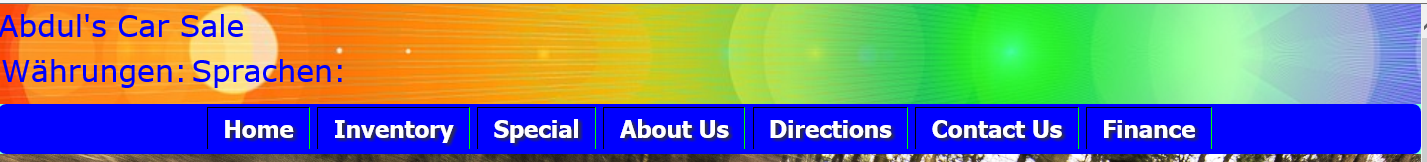 Abdul's Car Sale
Währungen: Sprachen:
Home Inventory Special About Us Directions Contact Us Finance